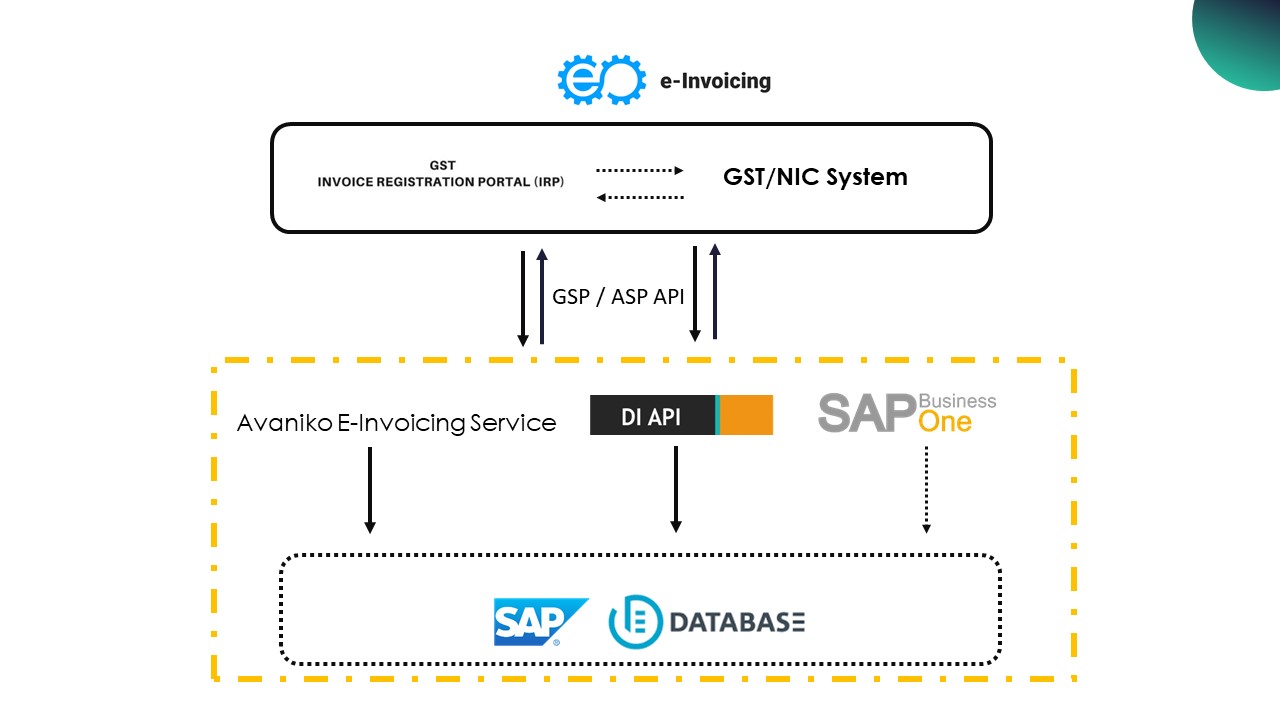 e-Invoicing
GST
INVOICE REGISTRATION PORTAL (IRP)
GST/NIC System
GSP / ASP API
Avaniko E-Invoicing Service
DI API
SAP Business One
SAP®
DATABASE